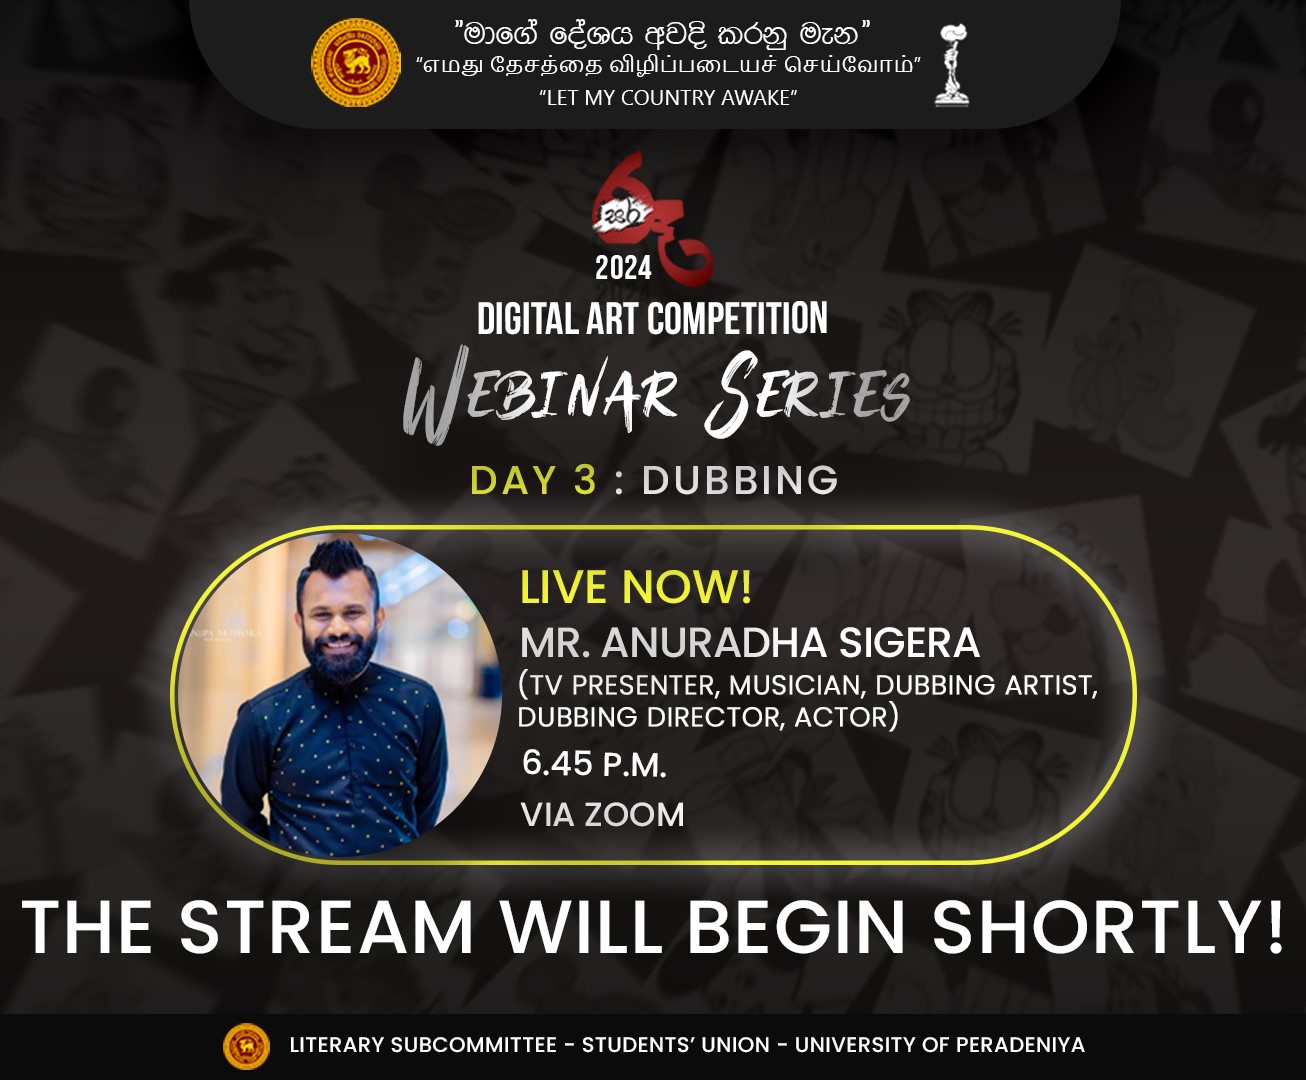 "මාගේ දේශය අවදි කරනු මැන"
"எமது தேசத்தை விழிப்படையச் செய்வோம்"
"LET MY COUNTRY AWAKE"
සර
2024
DIGITAL ART COMPETITION
WEBINAR SERIES
DAY 3 : DUBBING
LIVE NOW!
MR. ANURADHA SIGERA
(TV PRESENTER, MUSICIAN, DUBBING ARTIST,
DUBBING DIRECTOR, ACTOR)
6.45 P.M.
VIA ZOOM
THE STREAM WILL BEGIN SHORTLY!
LITERARY SUBCOMMITTEE - STUDENTS' UNION - UNIVERSITY OF PERADENIYA